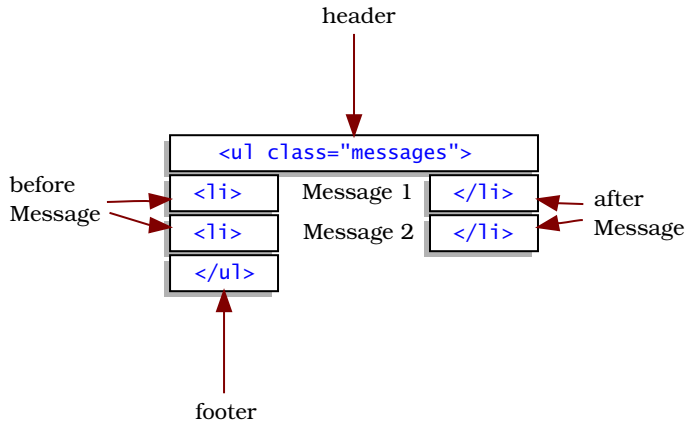 header
<ul class="messages">
before
Message
<li> Message 1 </li>
<li> Message 2 </li>
after
Message
</ul>
footer